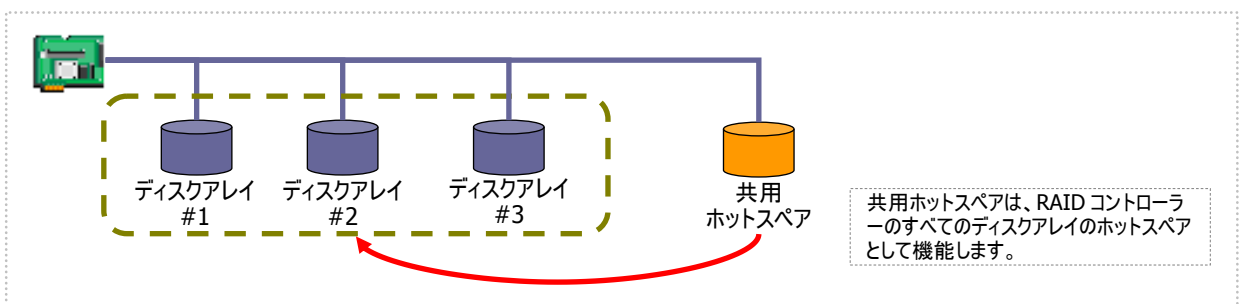 ディスクアレイ
#1
ディスクアレイ
#2
ディスクアレイ
#3
共用
ホットスペア
共用ホットスペアは、RAID コントローラ
ーのすべてのディスクアレイのホットスペア
として機能します。